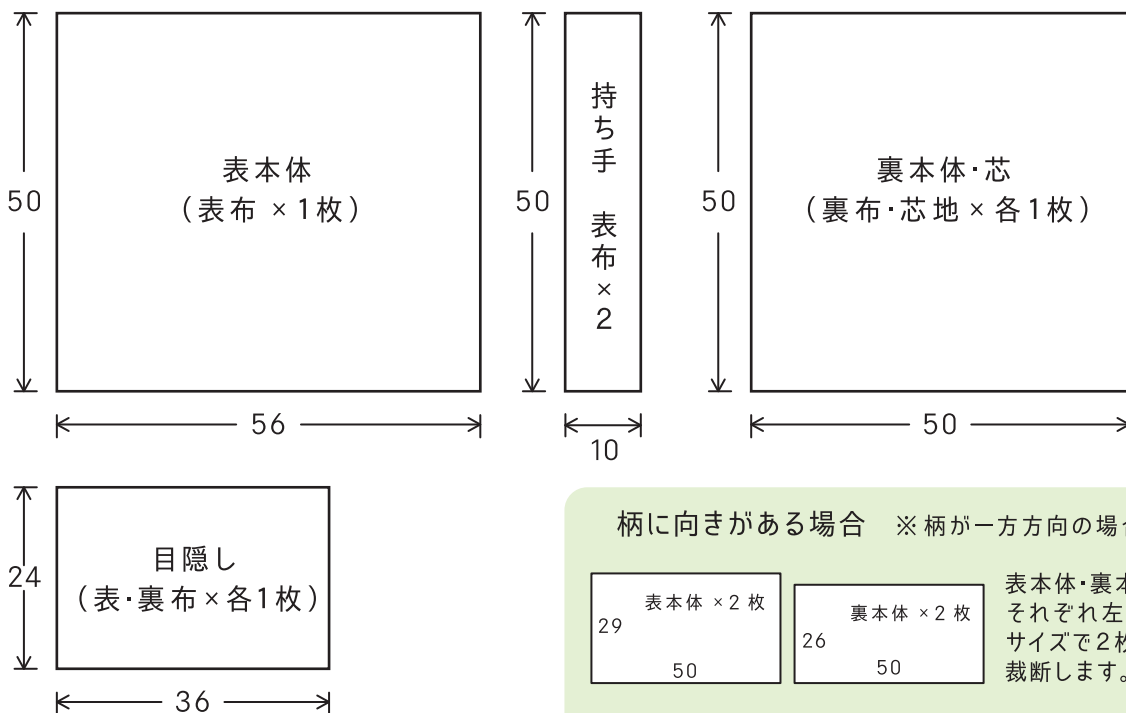 50
表本体
(表布 × 1枚)
56
50
持ち手 表布×2
10
50
裏本体・芯
(裏布・芯地 × 各1枚)
50
24
目隠し
(表・裏布×各1枚)
36
柄に向きがある場合 ※柄が一方方向の場合
表本体 ×2 枚
29
50
裏本体 ×2 枚
26
50
表本体・裏本
それぞれ左
サイズで2枚
裁断します。